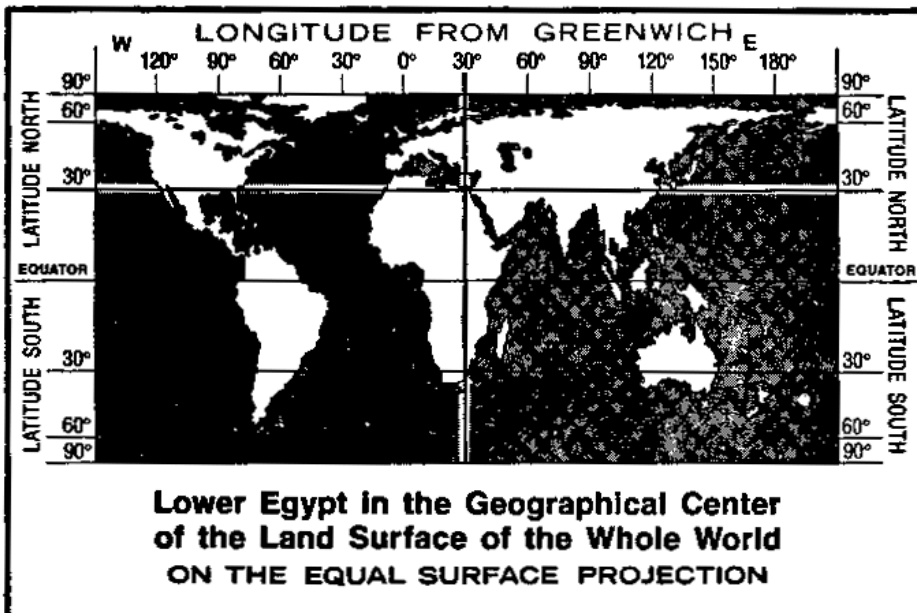 LONGITUDE FROM GREENWICH
W E
120° 90° 60° 30° 0° 30° 60° 90° 120° 150° 180°
90° 90°
60° 60°
LATITUDE NORTH LATITUDE NORTH
30° 30°
EQUATOR EQUATOR
LATITUDE SOUTH LATITUDE SOUTH
30° 30°
60° 60°
90° 90°
Lower Egypt in the Geographical Center
of the Land Surface of the Whole World
ON THE EQUAL SURFACE PROJECTION